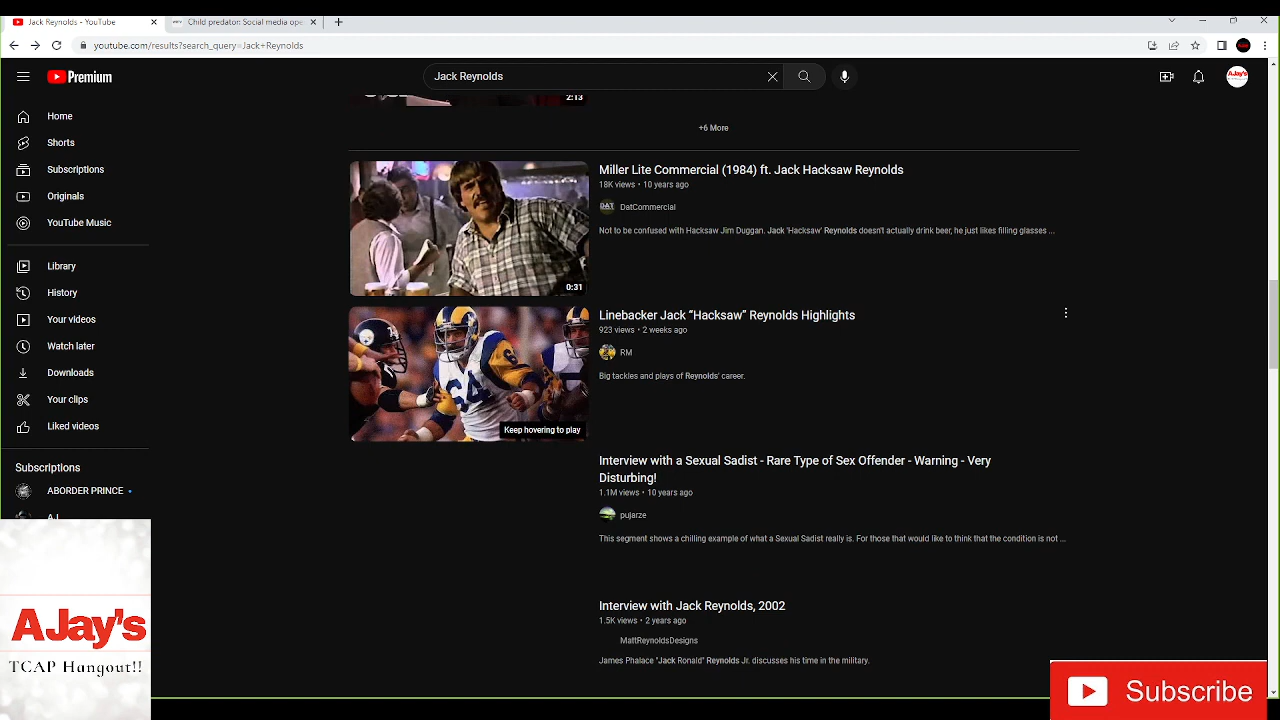 Jack Reynolds - YouTube
Child predator: Social media ope
youtube.com/results?search_query=Jack+Reynolds
Premium
Jack Reynolds
AJay's
2:13
+6 More
Home
Shorts
Subscriptions
Originals
YouTube Music
Library
History
Your videos
Watch later
Downloads
Your clips
Liked videos
Subscriptions
ABORDER PRINCE
Miller Lite Commercial (1984) ft. Jack Hacksaw Reynolds
18K views • 10 years ago
DAT DatCommercial
Not to be confused with Hacksaw Jim Duggan. Jack 'Hacksaw' Reynolds doesn't actually drink beer, he just likes filling glasses ...
0:31
Linebacker Jack “Hacksaw” Reynolds Highlights
923 views • 2 weeks ago
RM
Big tackles and plays of Reynolds' career.
64
Keep hovering to play
Interview with a Sexual Sadist - Rare Type of Sex Offender - Warning - Very
Disturbing!
1.1M views • 10 years ago
pujarze
This segment shows a chilling example of what a Sexual Sadist really is. For those that would like to think that the condition is not ...
Interview with Jack Reynolds, 2002
1.5K views • 2 years ago
MattReynoldsDesigns
James Phalace "Jack Ronald" Reynolds Jr. discusses his time in the military.
AJay's
TCAP Hangout!!
Subscribe